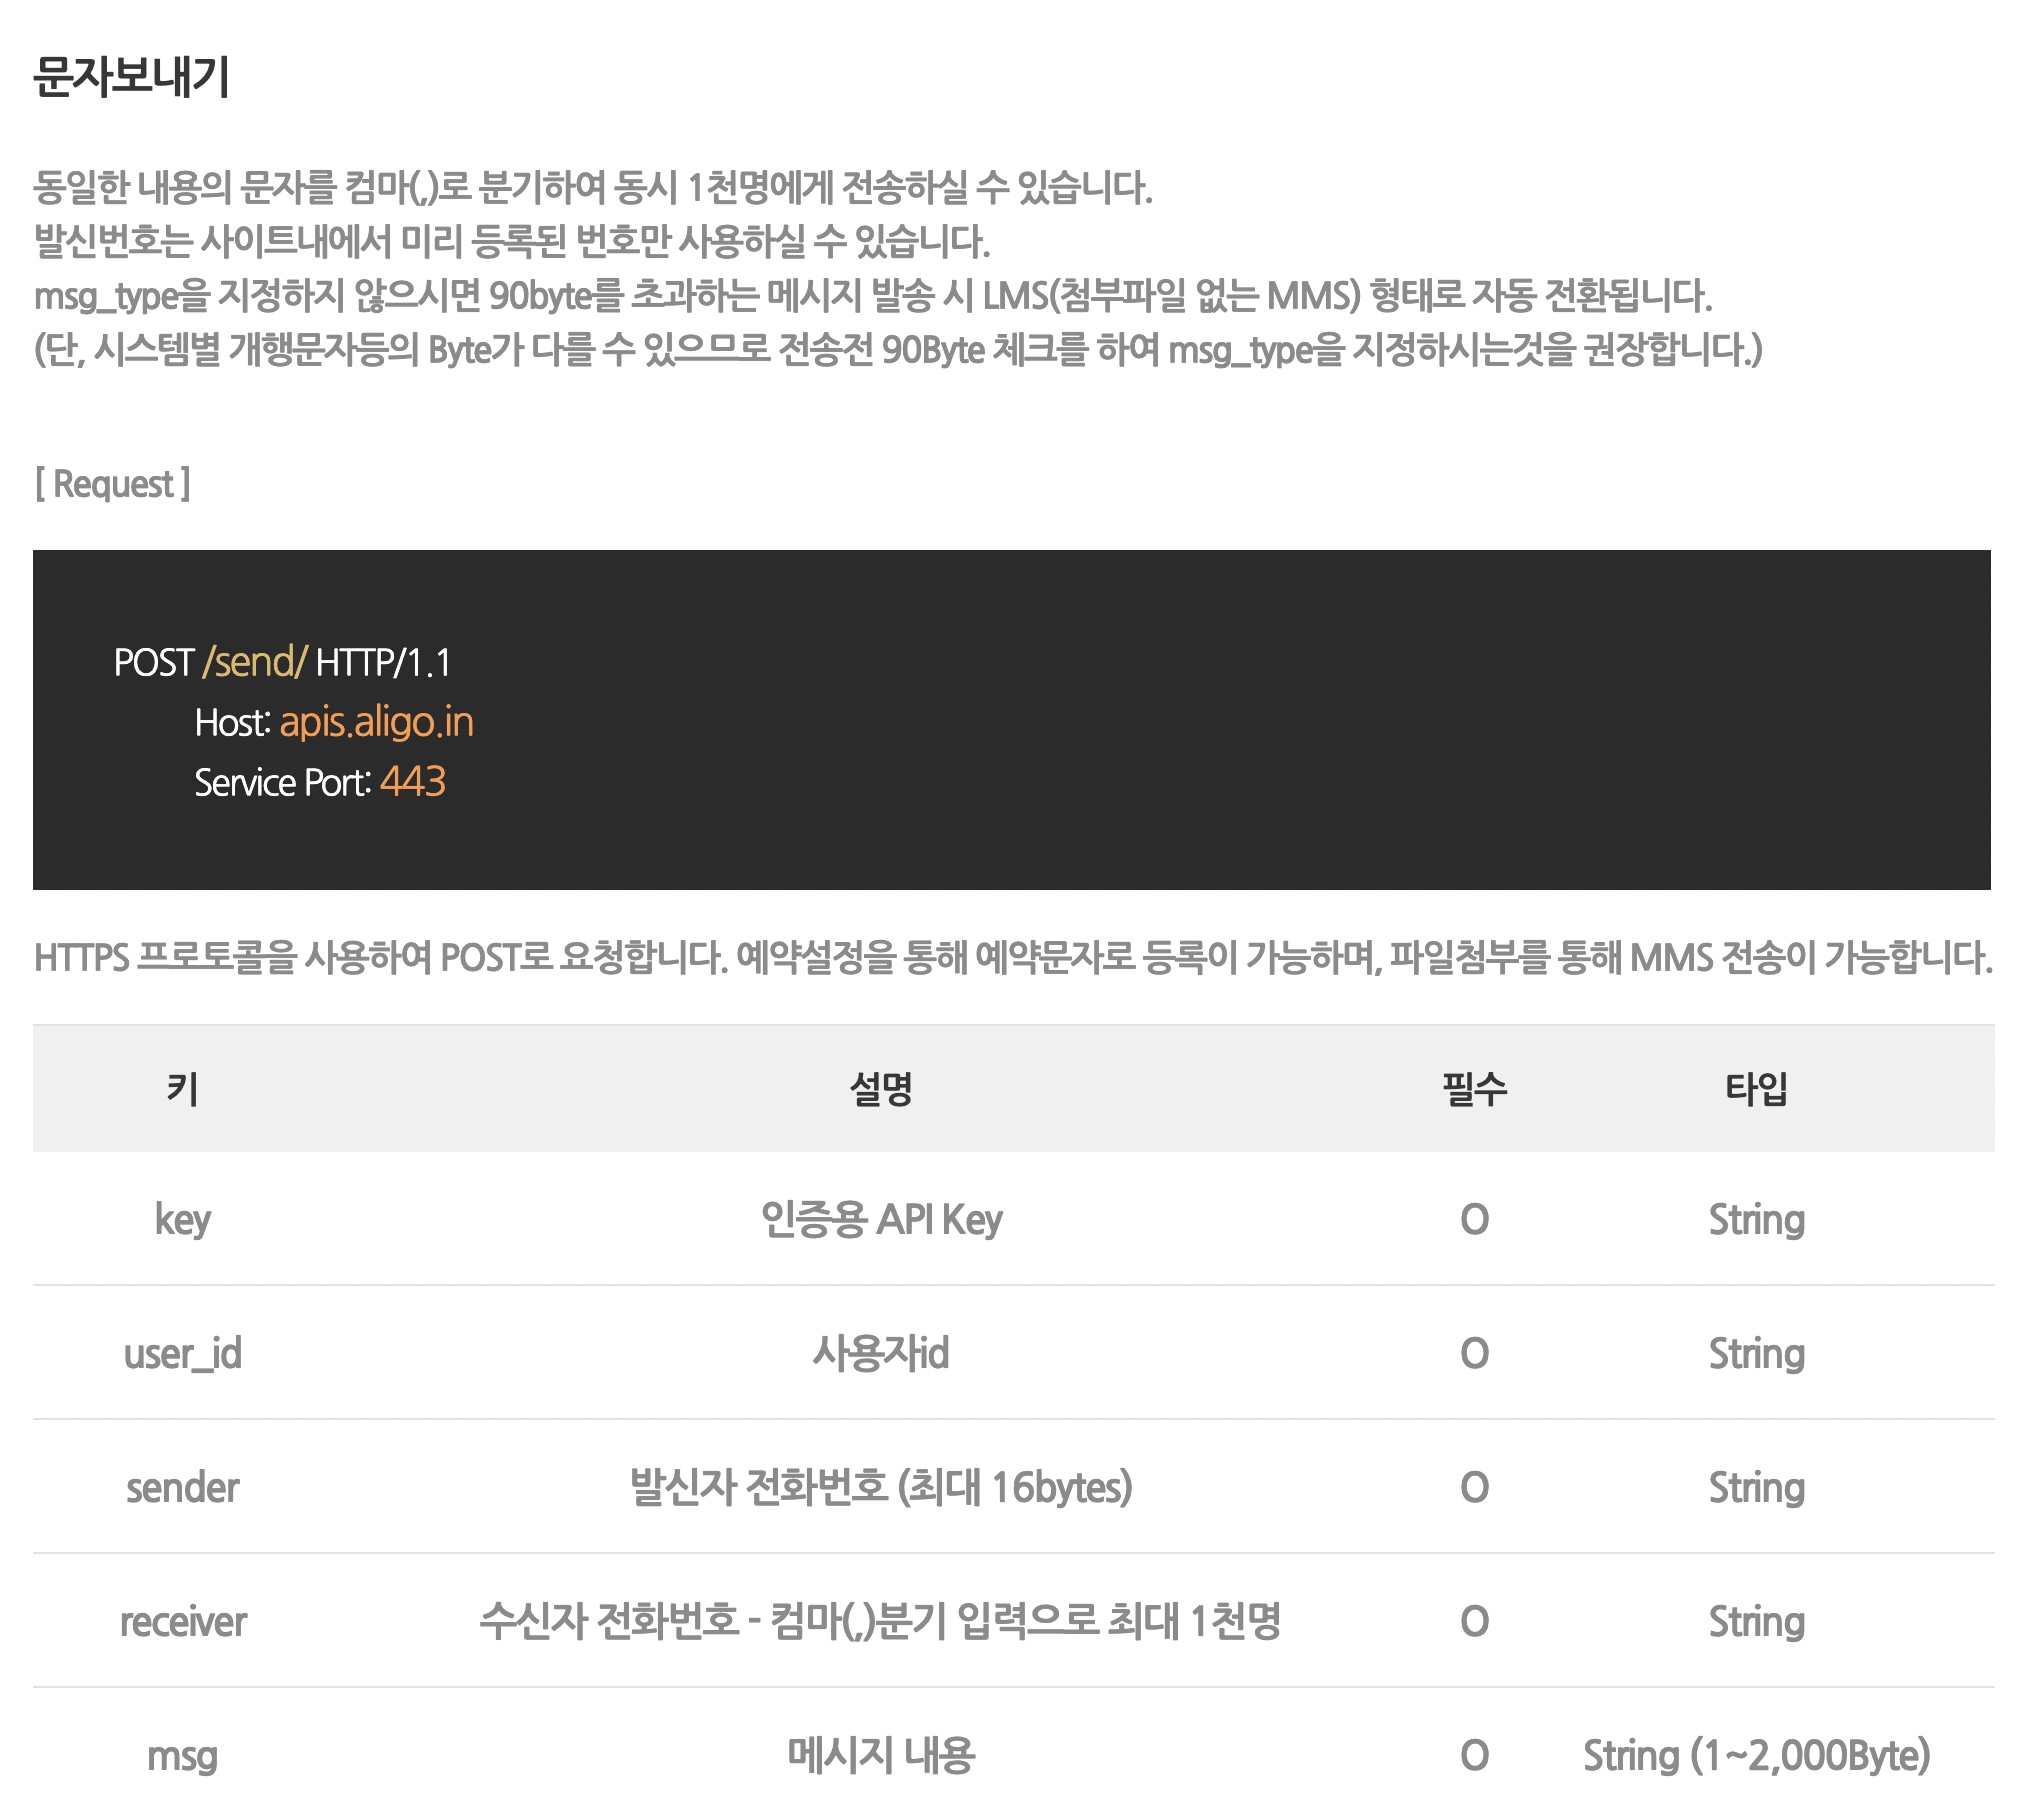 문자보내기
동일한 내용의 문자를 컴마(,)로 분기하여 동시 1천명에게 전송하실 수 있습니다.
발신번호는 사이트내에서 미리 등록된 번호만 사용하실 수 있습니다.
msg_type을 지정하지 않으시면 90byte를 초과하는 메시지 발송 시 LMS(첨부파일 없는 MMS) 형태로 자동 전환됩니다.
(단, 시스템별 개행문자등의 Byte가 다를 수 있으므로 전송전 90Byte 체크를 하여 msg_type을 지정하시는것을 권장합니다.)
[ Request ]
POST /send/ HTTP/1.1
Host: apis.aligo.in
Service Port: 443
HTTPS 프로토콜을 사용하여 POST로 요청합니다. 예약설정을 통해 예약문자로 등록이 가능하며, 파일첨부를 통해 MMS 전송이 가능합니다.
키 설명 필수 타입
key 인증용 API Key O String
user_id 사용자id O String
sender 발신자 전화번호 (최대 16bytes) O String
receiver 수신자 전화번호 - 컴마(,)분기 입력으로 최대 1천명 O String
msg 메시지 내용 O String (1~2,000Byte)